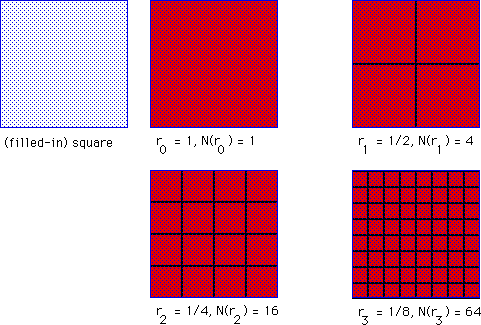 (filled-in) square
r₀ = 1, N(r₀) = 1
r₁ = 1/2, N(r₁) = 4
r₂ = 1/4, N(r₂) = 16
r₃ = 1/8, N(r₃) = 64